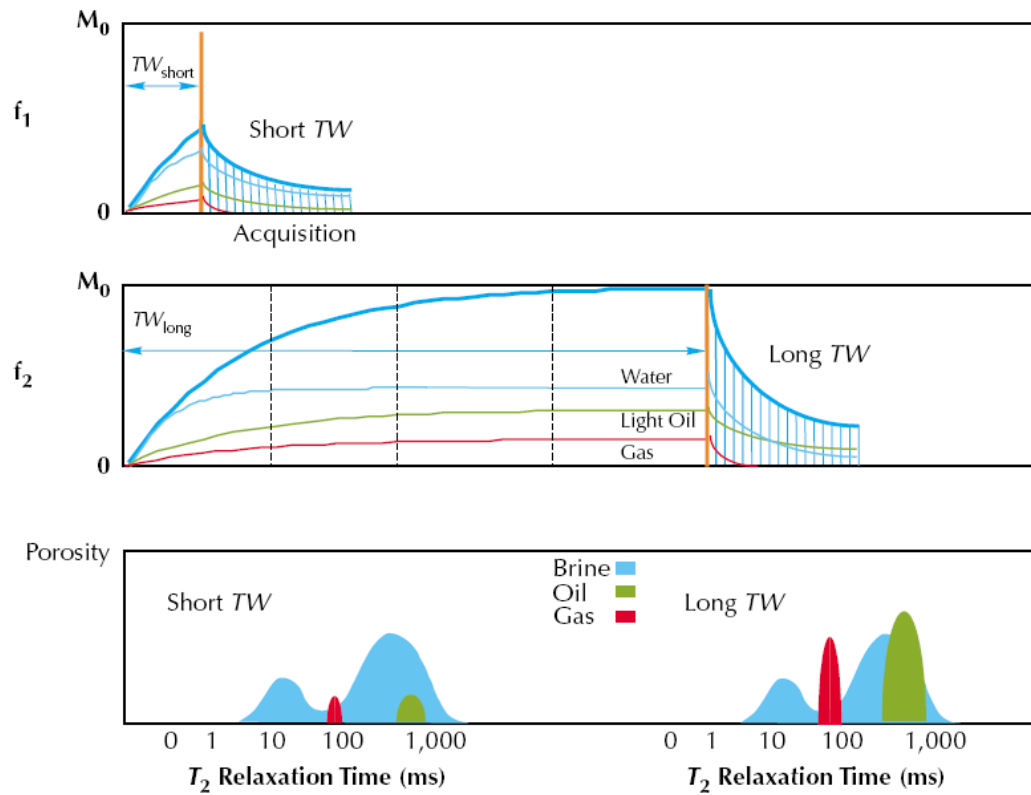 M₀
TW_short
f₁
Short TW
0
Acquisition
M₀
TW_long
Long TW
f₂
Water
Light Oil
Gas
0
Porosity
Brine
Short TW
Oil
Long TW
Gas
0 1 10 100 1,000
0 1 10 100 1,000
T₂ Relaxation Time (ms)
T₂ Relaxation Time (ms)